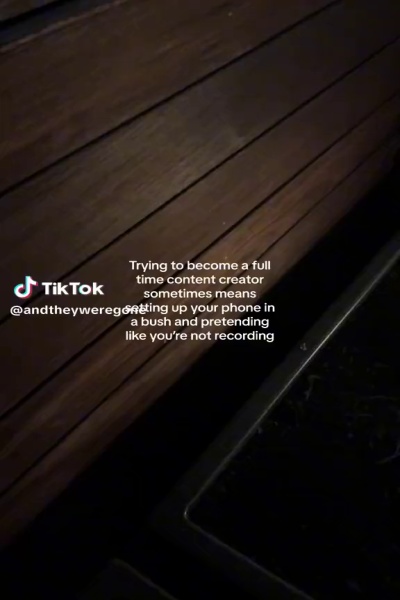 Trying to become a full
time content creator
sometimes means
setting up your phone in
a bush and pretending
like you're not recording
TikTok
@andtheyweregone